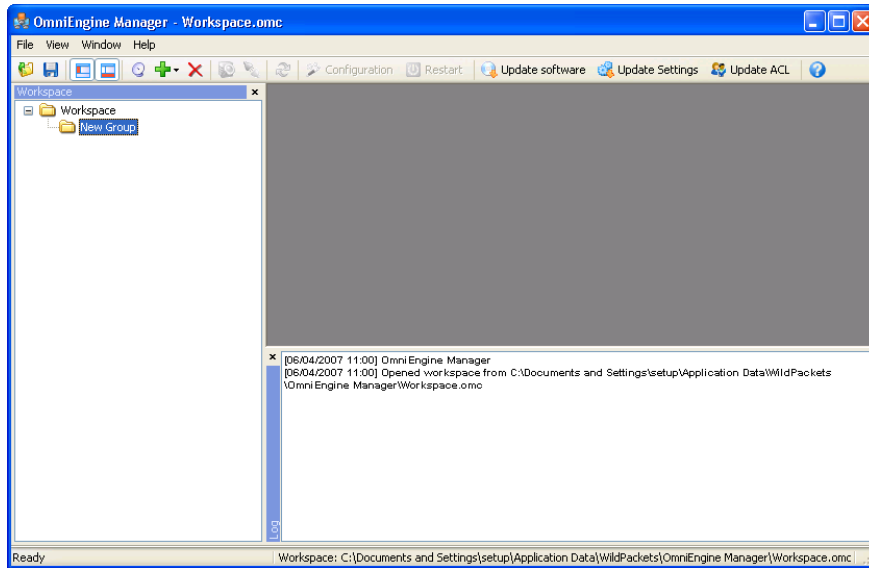 OmniEngine Manager - Workspace.omc
File View Window Help
Configuration Restart Update software Update Settings Update ACL
Workspace
Workspace
New Group
[06/04/2007 11:00] OmniEngine Manager
[06/04/2007 11:00] Opened workspace from C:\Documents and Settings\setup\Application Data\WildPackets
\OmniEngine Manager\Workspace.omc
Log
Ready Workspace: C:\Documents and Settings\setup\Application Data\WildPackets\OmniEngine Manager\Workspace.omc